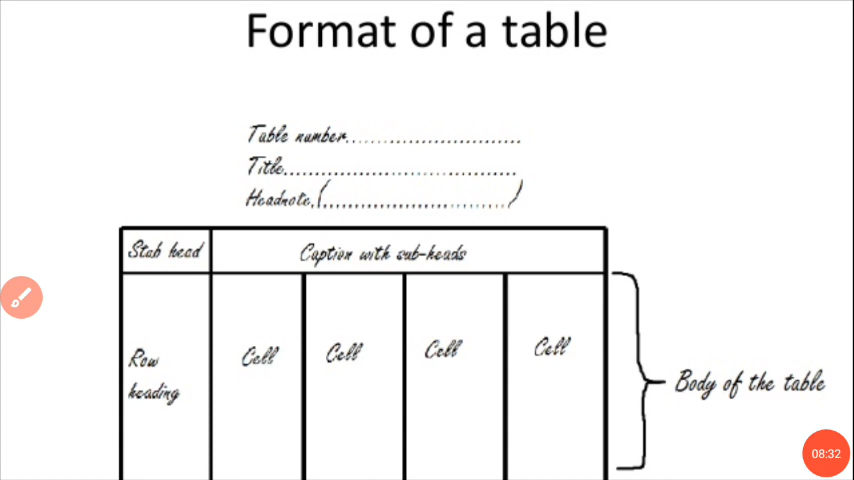 Format of a table
Table number..............................
Title........................................
Headnote.(................................)
Stub head
Caption with sub-heads
Row
heading
Cell
Cell
Cell
Cell
Body of the table
08:32